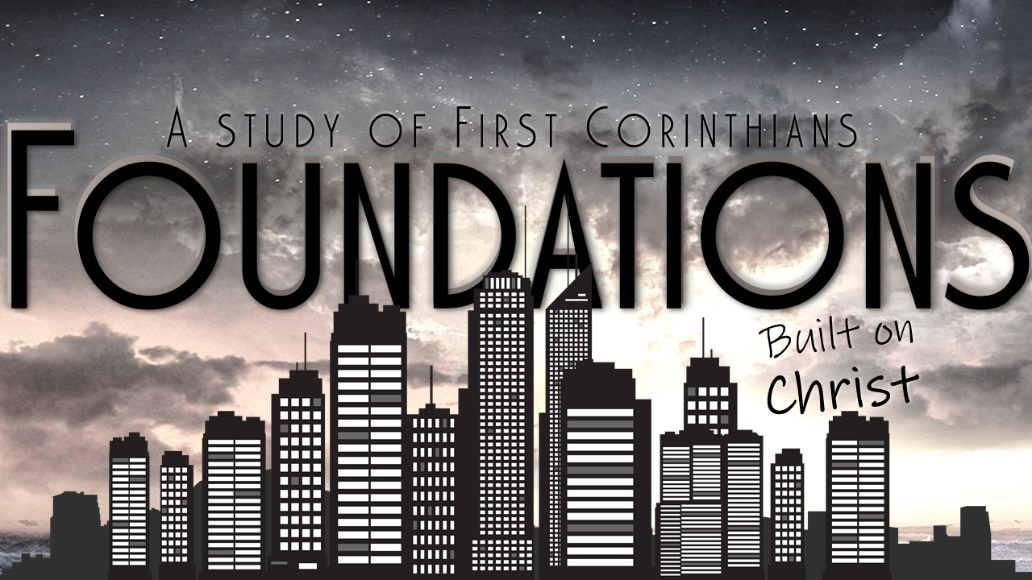 A study of First Corinthians
Foundations
Built on
Christ